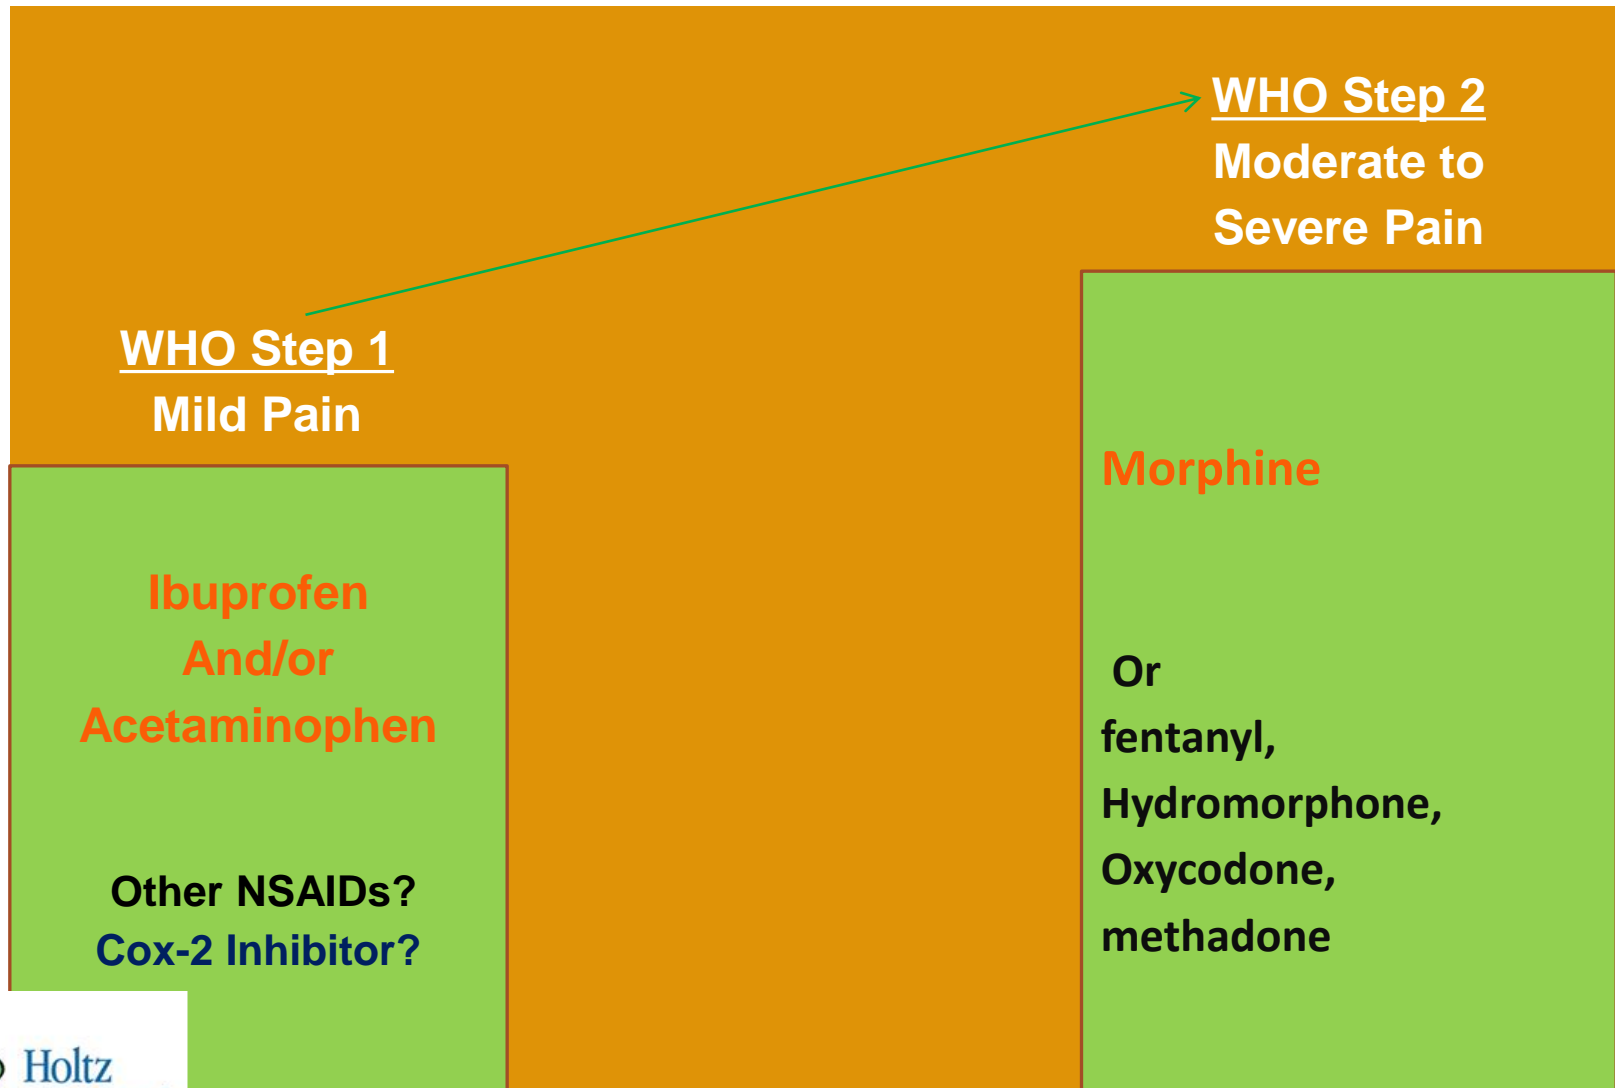 WHO Step 1
Mild Pain
Ibuprofen
And/or
Acetaminophen
Other NSAIDs?
Cox-2 Inhibitor?
WHO Step 2
Moderate to
Severe Pain
Morphine
Or
fentanyl,
Hydromorphone,
Oxycodone,
methadone
Holtz